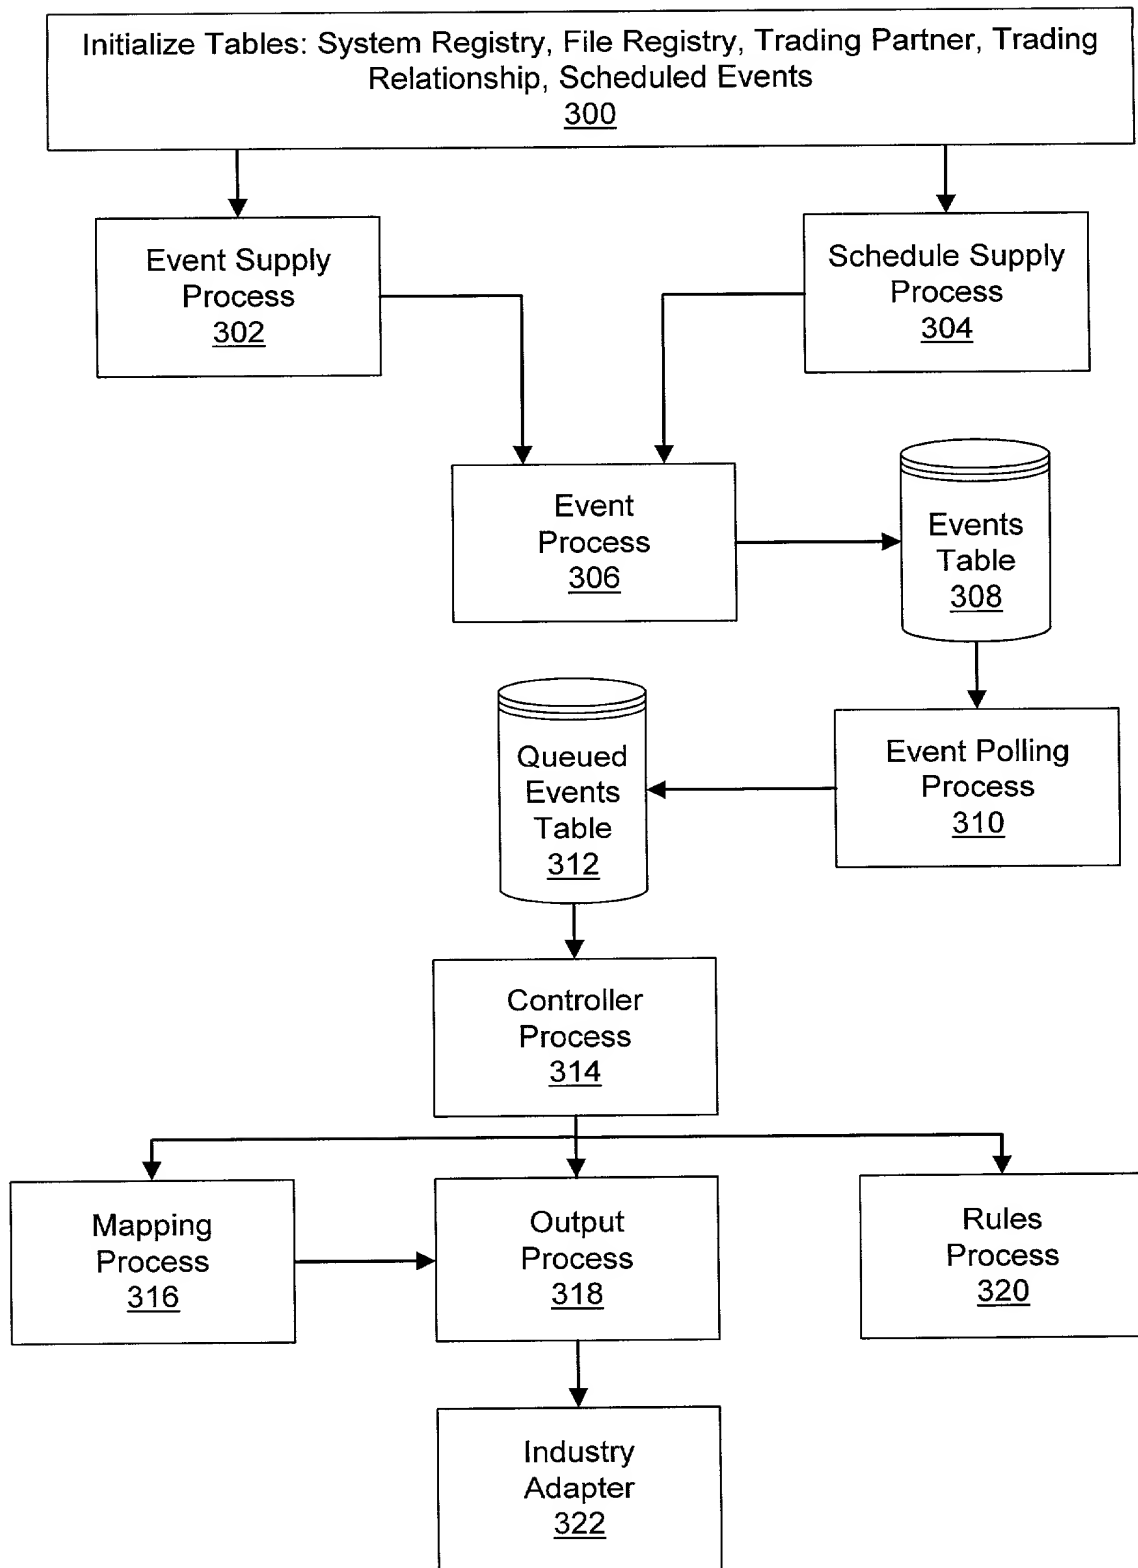 Initialize Tables: System Registry, File Registry, Trading Partner, Trading
Relationship, Scheduled Events
300
Event Supply
Process
302
Schedule Supply
Process
304
Event
Process
306
Events
Table
308
Queued
Events
Table
312
Event Polling
Process
310
Controller
Process
314
Mapping
Process
316
Output
Process
318
Rules
Process
320
Industry
Adapter
322